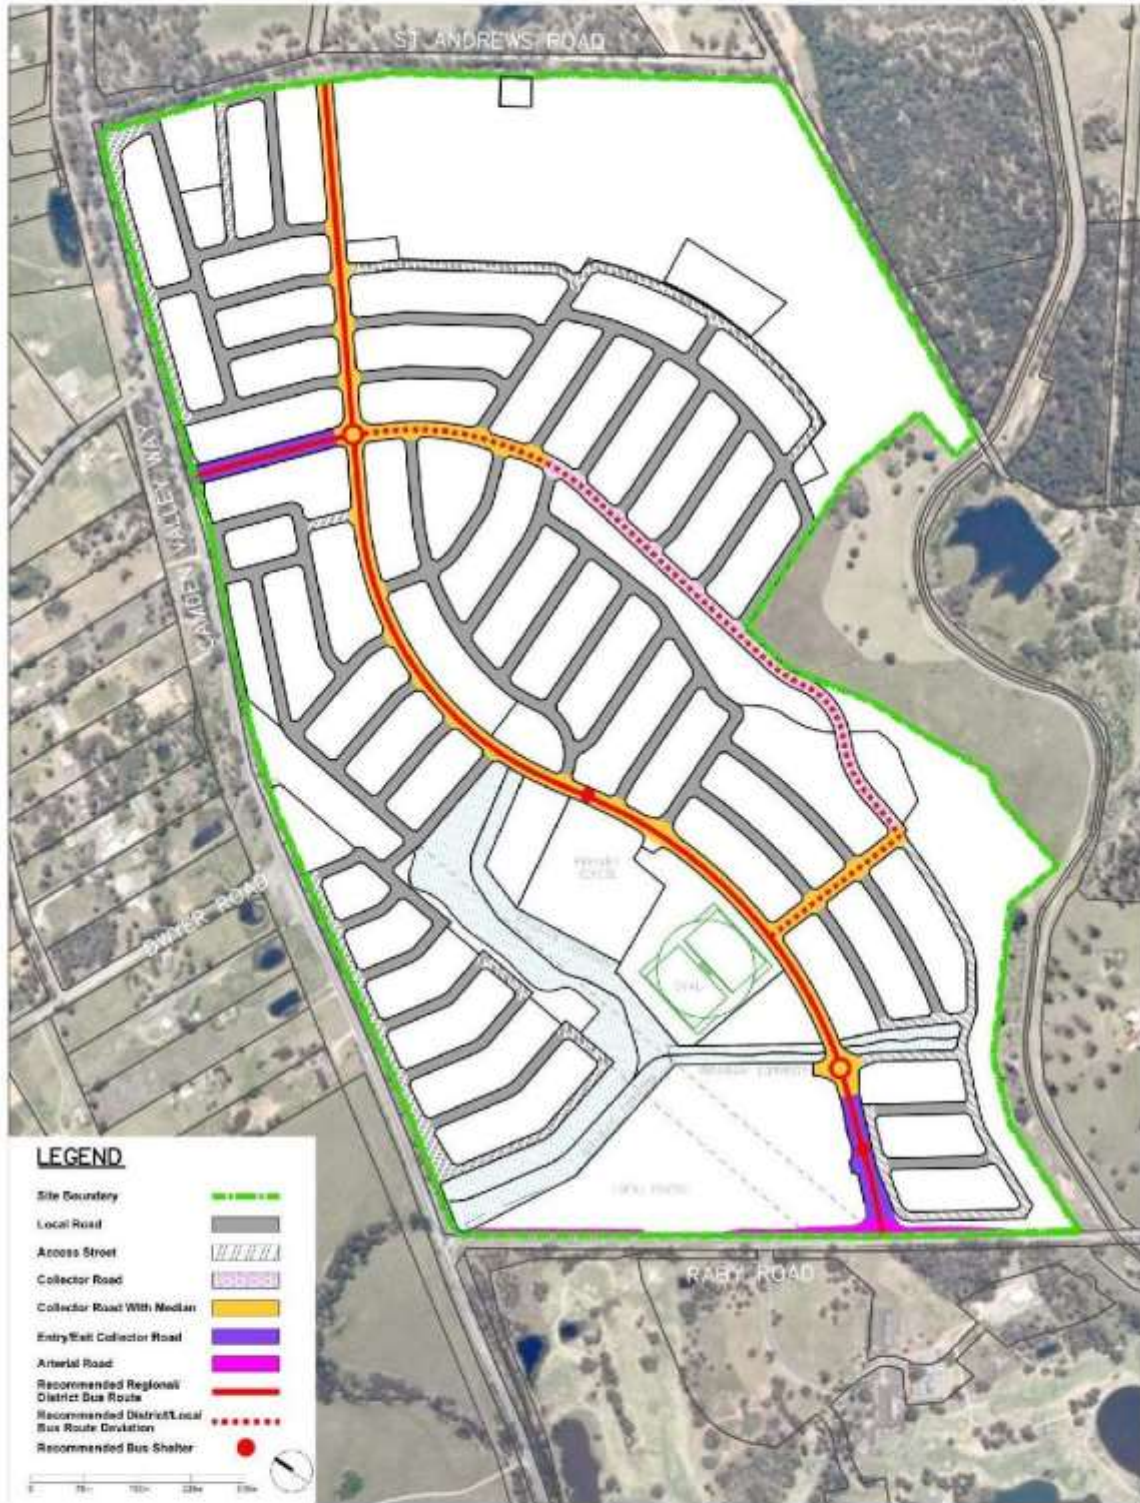 ST ANDREWS ROAD
CAMDEN VALLEY WAY
OVAL
RABY ROAD
LEGEND
Site Boundary
Local Road
Access Street
Collector Road
Collector Road With Median
Entry/Exit Collector Road
Arterial Road
Recommended Regional/
District Bus Route
Recommended District/Local
Bus Route Deviation
Recommended Bus Shelter
0